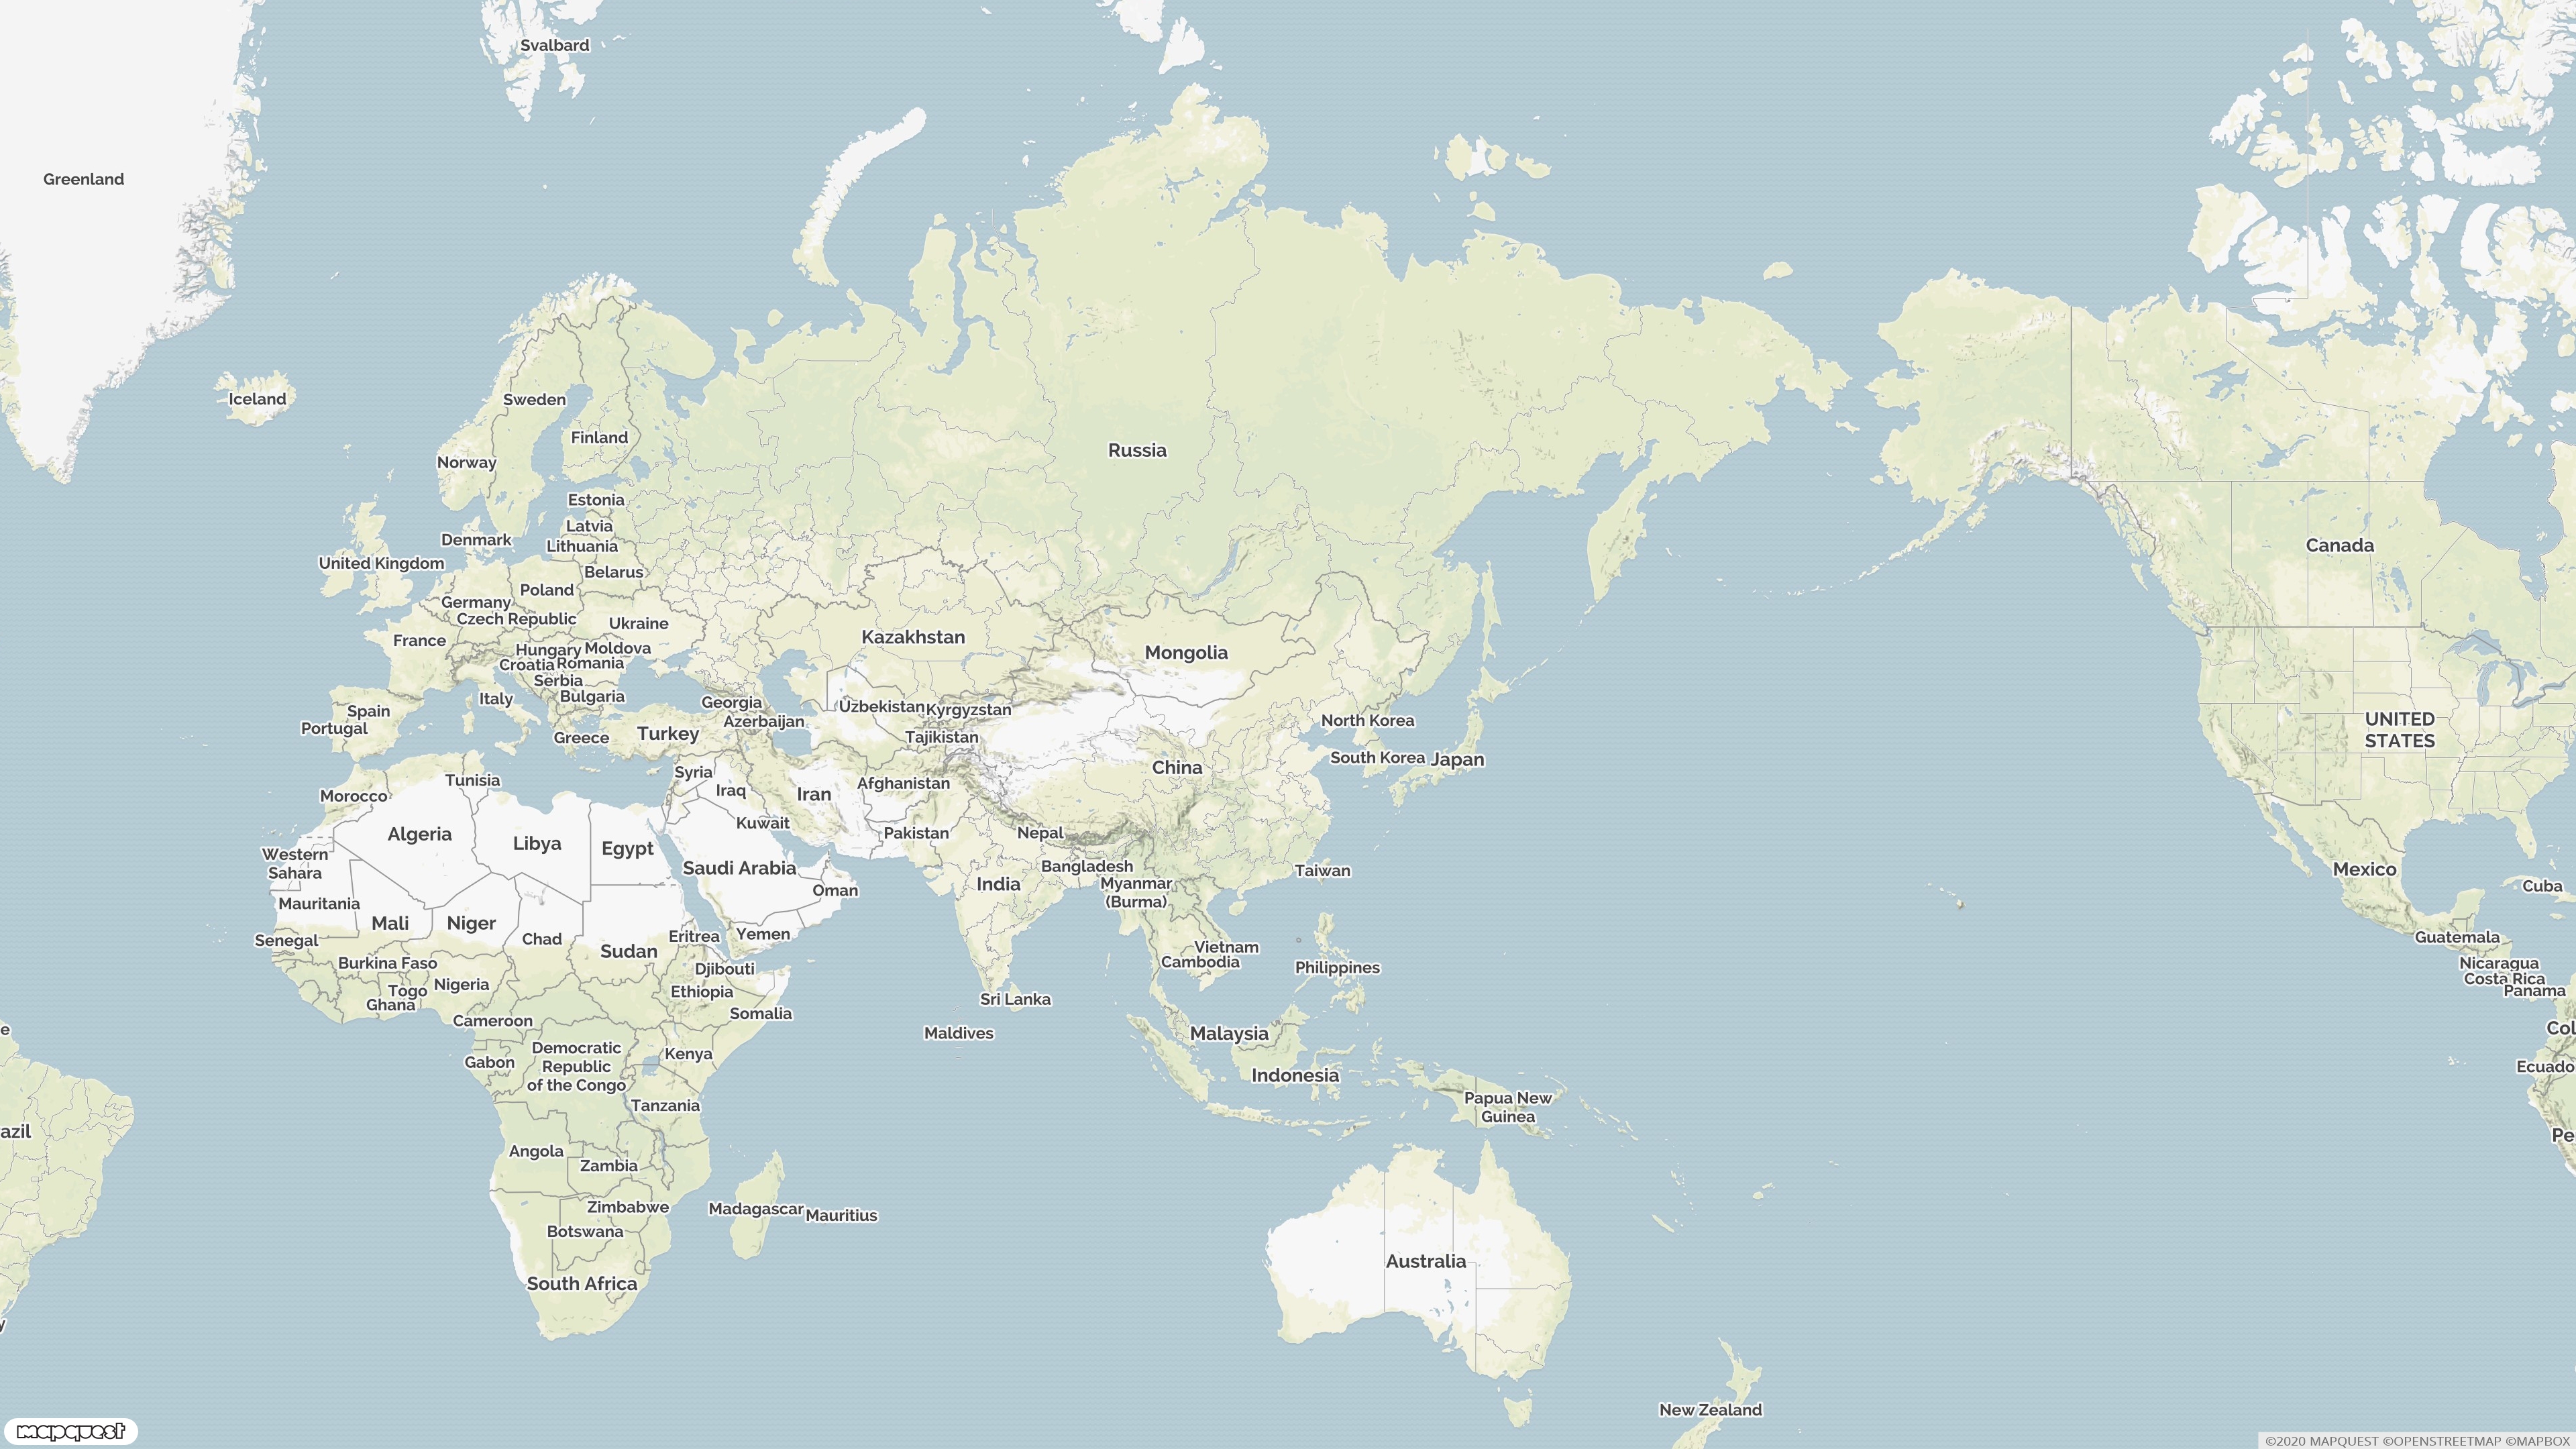 Svalbard
Greenland
Iceland
Sweden
Finland
Norway
Russia
Estonia
Latvia
Denmark
Lithuania
United Kingdom
Belarus
Canada
Poland
Germany
Czech Republic
Ukraine
France
Kazakhstan
Hungary
Moldova
Mongolia
Croatia
Romania
Serbia
Italy
Bulgaria
Georgia
Uzbekistan
Kyrgyzstan
Spain
Azerbaijan
North Korea
UNITED
STATES
Portugal
Greece
Turkey
Tajikistan
South Korea
Japan
China
Syria
Tunisia
Afghanistan
Iraq
Iran
Morocco
Kuwait
Algeria
Libya
Egypt
Pakistan
Nepal
Western
Sahara
Saudi Arabia
Bangladesh
Taiwan
Mexico
India
Myanmar
(Burma)
Oman
Cuba
Mauritania
Mali
Niger
Chad
Sudan
Eritrea
Yemen
Senegal
Guatemala
Vietnam
Cambodia
Philippines
Burkina Faso
Djibouti
Nicaragua
Nigeria
Togo
Ghana
Ethiopia
Costa Rica
Panama
Sri Lanka
Somalia
Cameroon
Maldives
Malaysia
e
Col
Democratic
Republic
of the Congo
Kenya
Gabon
Ecuado
Indonesia
Tanzania
Papua New
Guinea
azil
Pe
Angola
Zambia
Zimbabwe
Madagascar
Mauritius
Botswana
Australia
South Africa
y
New Zealand
mapquest
©2020 MAPQUEST ©OPENSTREETMAP ©MAPBOX